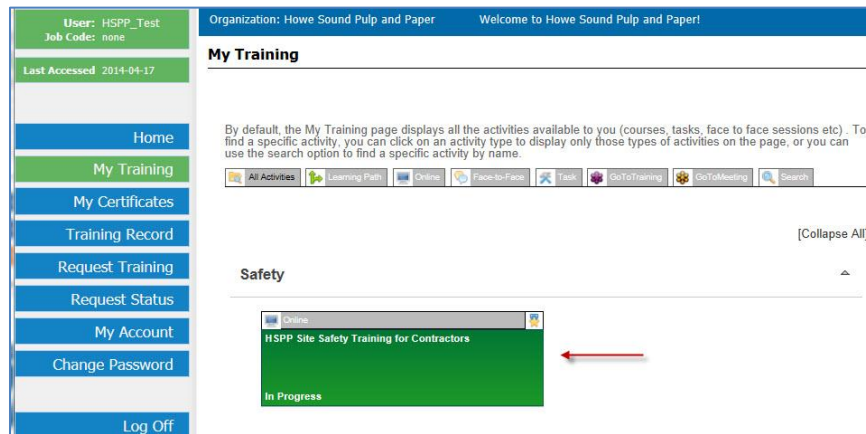 User: HSPP_Test
Job Code: none
Last Accessed 2014-04-17
Home
My Training
My Certificates
Training Record
Request Training
Request Status
My Account
Change Password
Log Off
Organization: Howe Sound Pulp and Paper Welcome to Howe Sound Pulp and Paper!
My Training
By default, the My Training page displays all the activities available to you (courses, tasks, face to face sessions etc) . To
find a specific activity, you can click on an activity type to display only those types of activities on the page, or you can
use the search option to find a specific activity by name.
All Activities Learning Path Online Face-to-Face Task GoToTraining GoToMeeting Search
[Collapse All]
Safety
Online
HSPP Site Safety Training for Contractors
In Progress